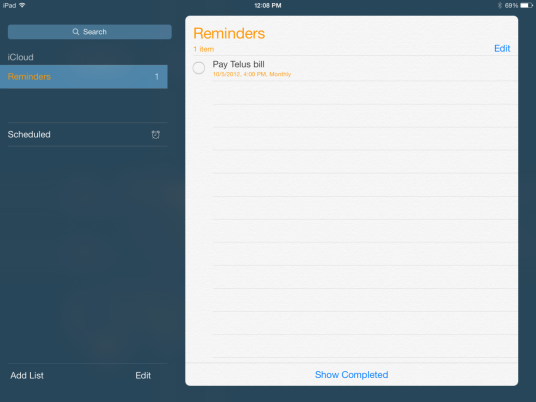 iPad 12:08 PM 69%
Search
iCloud
Reminders 1
Scheduled
Add List Edit
Reminders
1 item Edit
Pay Telus bill
10/3/2012, 4:00 PM, Monthly
Show Completed